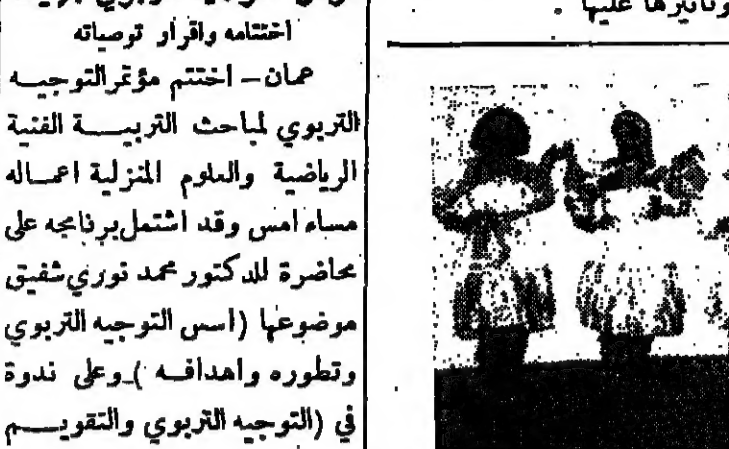 اختتامه واقرار توصياته
عمان – اختتم مؤتمر التوجيه
التربوي لمباحث التربية الفنية
الرياضية والعلوم المنزلية اعماله
مساء امس وقد اشتمل برنامجه على
محاضرة للدكتور محمد نوري شفيق
موضوعها (اسس التوجيه التربوي
وتطوره واهدافه ) وعلى ندوة
في (التوجيه التربوي والتقويم
وتأثيرها عليها .